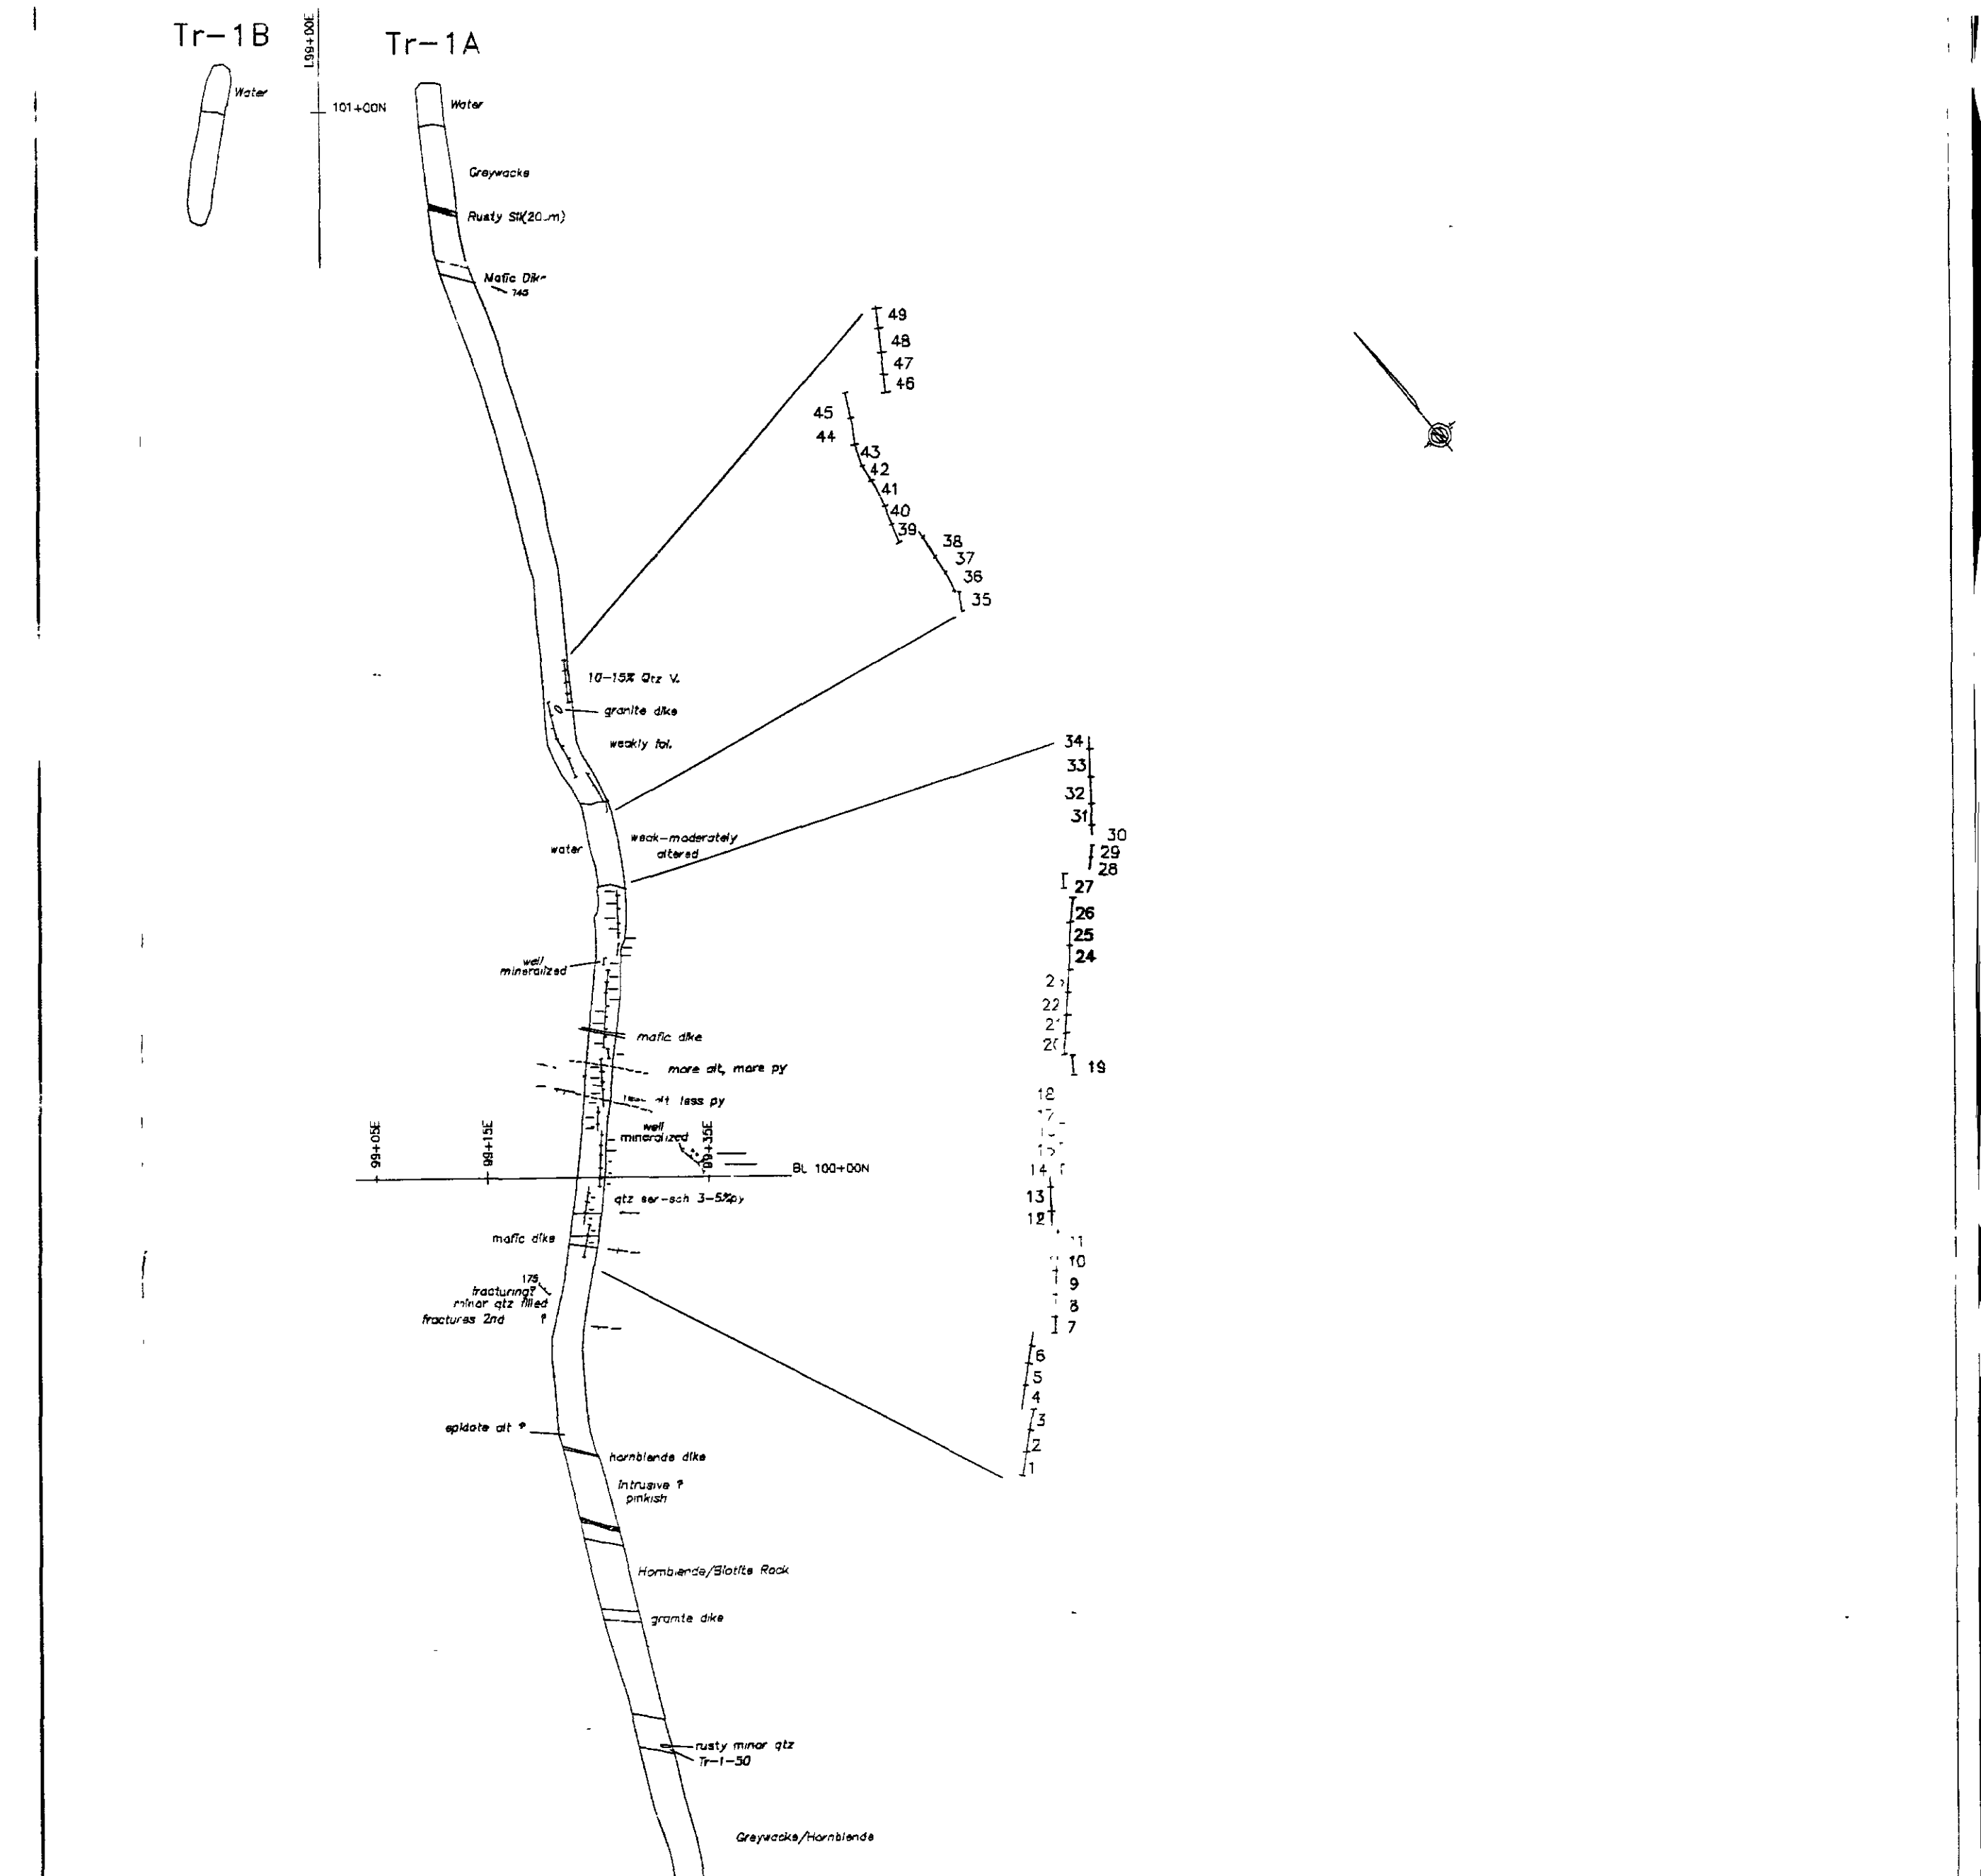 Tr-1B
L99+00E
Tr-1A
Water
101+00N
Water
Greywacke
Rusty
Mafic
745
49
48
47
46
45
44
43
42
41
40
39
38
37
36
35
10-15% Qtz V.
granite dike
weakly fol.
34
33
32
31
30
29
28
27
26
25
24
22
19
18
14
13
12
10
9
8
7
6
5
4
3
2
1
water
weak-moderately
altered
well
mineralized
mafic dike
more alt, more py
less py
well
mineralized
99+05E
99+15E
99+35E
BL 100+00N
qtz ser-sch 3-5%py
mafic dike
175
fracturing?
minor qtz filled
fractures 2nd ?
epidote alt ?
hornblende dike
Intrusive ?
pinkish
Hornblende/Biotite Rock
granite dike
rusty minor qtz
Tr-1-50
Greywacke/Hornblende